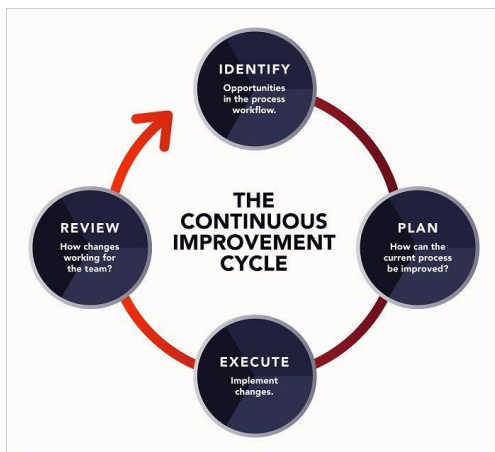 IDENTIFY
Opportunities
in the process
workflow.
THE
CONTINUOUS
IMPROVEMENT
CYCLE
PLAN
How can the
current process
be improved?
EXECUTE
Implement
changes.
REVIEW
How changes
working for
the team?